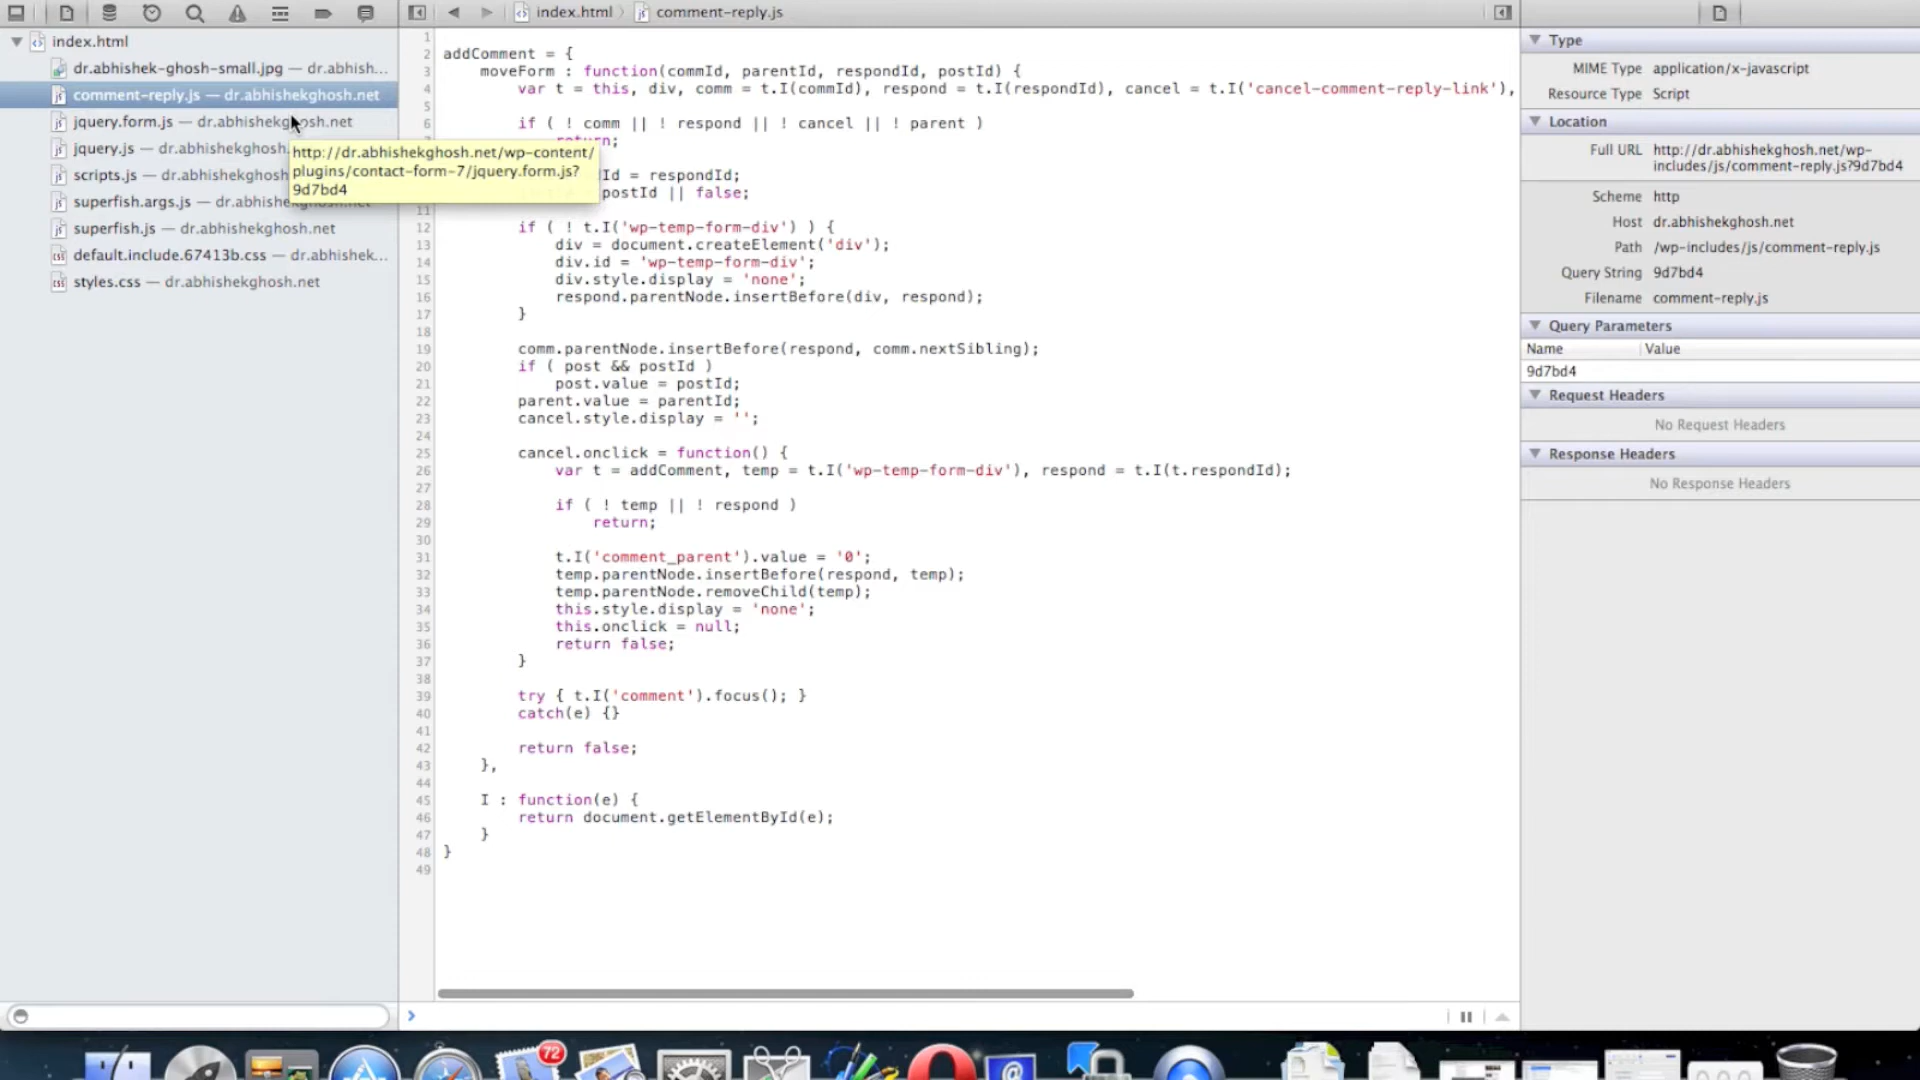 index.html
comment-reply.js
index.html
dr.abhishek-ghosh-small.jpg — dr.abhish...
comment-reply.js — dr.abhishekghosh.net
jquery.form.js — dr.abhishekghosh.net
jquery.js — dr.abhishekghosh.
scripts.js — dr.abhishekghosh
superfish.args.js — dr.abhishekghosh.net
superfish.js — dr.abhishekghosh.net
default.include.67413b.css — dr.abhishek...
styles.css — dr.abhishekghosh.net
http://dr.abhishekghosh.net/wp-content/
plugins/contact-form-7/jquery.form.js?
9d7bd4
1
2 addComment = {
3 moveForm : function(commId, parentId, respondId, postId) {
4 var t = this, div, comm = t.I(commId), respond = t.I(respondId), cancel = t.I('cancel-comment-reply-link'),
5
6 if ( ! comm || ! respond || ! cancel || ! parent )
return;
Id = respondId;
postId || false;
11
12 if ( ! t.I('wp-temp-form-div') ) {
13 div = document.createElement('div');
14 div.id = 'wp-temp-form-div';
15 div.style.display = 'none';
16 respond.parentNode.insertBefore(div, respond);
17 }
18
19 comm.parentNode.insertBefore(respond, comm.nextSibling);
20 if ( post && postId )
21 post.value = postId;
22 parent.value = parentId;
23 cancel.style.display = '';
24
25 cancel.onclick = function() {
26 var t = addComment, temp = t.I('wp-temp-form-div'), respond = t.I(t.respondId);
27
28 if ( ! temp || ! respond )
29 return;
30
31 t.I('comment_parent').value = '0';
32 temp.parentNode.insertBefore(respond, temp);
33 temp.parentNode.removeChild(temp);
34 this.style.display = 'none';
35 this.onclick = null;
36 return false;
37 }
38
39 try { t.I('comment').focus(); }
40 catch(e) {}
41
42 return false;
43 },
44
45 I : function(e) {
46 return document.getElementById(e);
47 }
48 }
49
Type
MIME Type application/x-javascript
Resource Type Script
Location
Full URL http://dr.abhishekghosh.net/wp-
includes/js/comment-reply.js?9d7bd4
Scheme http
Host dr.abhishekghosh.net
Path /wp-includes/js/comment-reply.js
Query String 9d7bd4
Filename comment-reply.js
Query Parameters
Name Value
9d7bd4
Request Headers
No Request Headers
Response Headers
No Response Headers
72
@